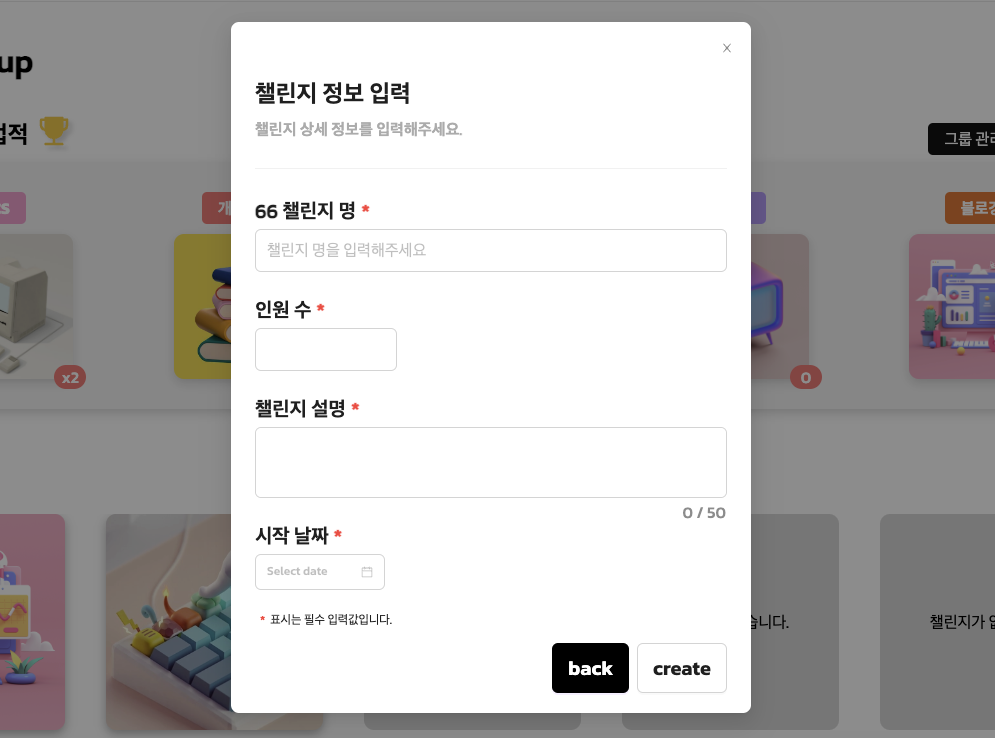 up
업적
그룹 관리
x2
0
블로깅
챌린지 정보 입력
챌린지 상세 정보를 입력해주세요.
66 챌린지 명 *
챌린지 명을 입력해주세요
인원 수 *
챌린지 설명 *
0 / 50
시작 날짜 *
Select date
* 표시는 필수 입력값입니다.
back
create
습니다.
챌린지가 없